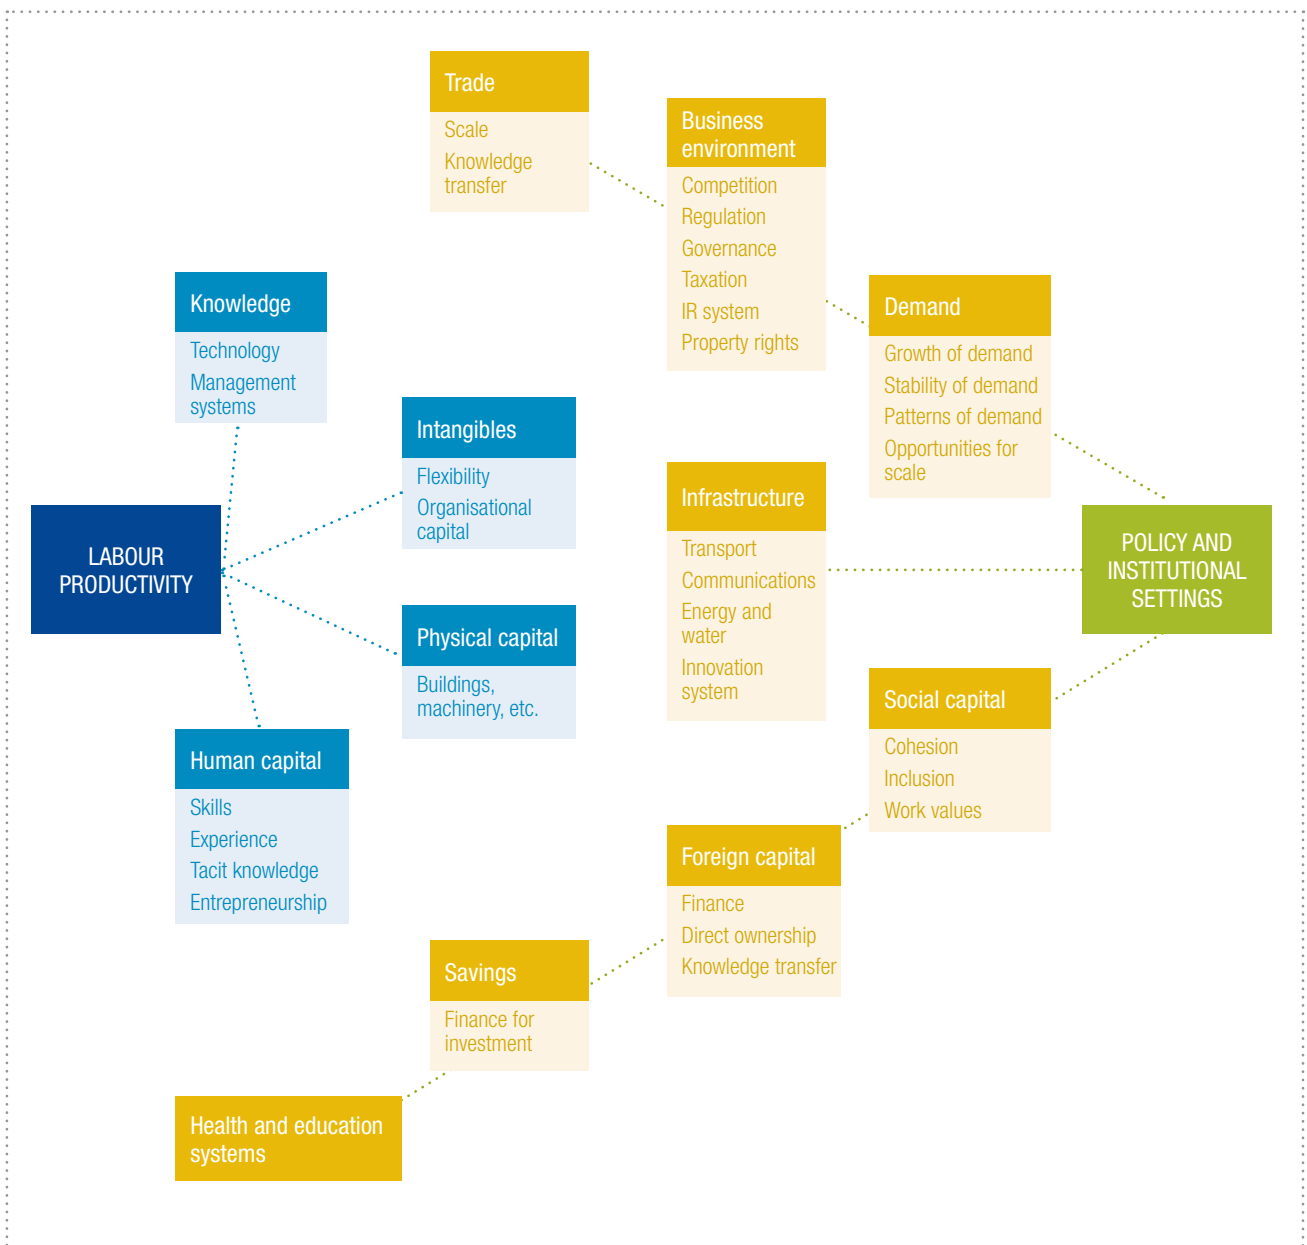 Trade
Scale
Knowledge
transfer
Business
environment
Competition
Regulation
Governance
Taxation
IR system
Property rights
Knowledge
Technology
Management
systems
Demand
Growth of demand
Stability of demand
Patterns of demand
Opportunities for
scale
Intangibles
Flexibility
Organisational
capital
Infrastructure
Transport
Communications
Energy and
water
Innovation
system
LABOUR
PRODUCTIVITY
POLICY AND
INSTITUTIONAL
SETTINGS
Physical capital
Buildings,
machinery, etc.
Social capital
Cohesion
Inclusion
Work values
Human capital
Skills
Experience
Tacit knowledge
Entrepreneurship
Foreign capital
Finance
Direct ownership
Knowledge transfer
Savings
Finance for
investment
Health and education
systems